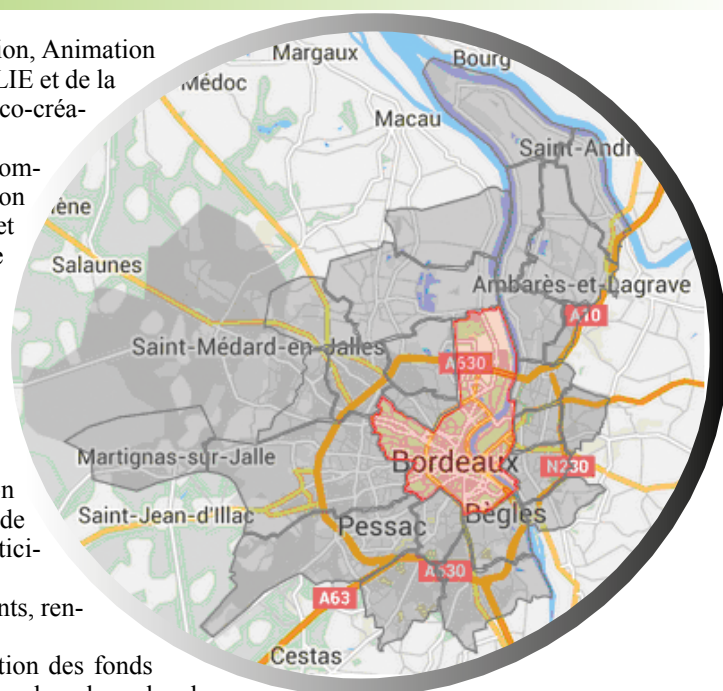 ion, Animation
LIE et de la
co-créa-
om-
on
et
e
n
de
tici-
nts, ren-
tion des fonds
Margaux
Bourg
Médoc
Macau
Saint-Andr
ène
Salaunes
Ambarès-et-Lagrave
A10
Saint-Médard-en-Jalles
A630
Martignas-sur-Jalle
Bordeaux
N230
Saint-Jean-d'Illac
Bègles
Pessac
A630
A63
Cestas